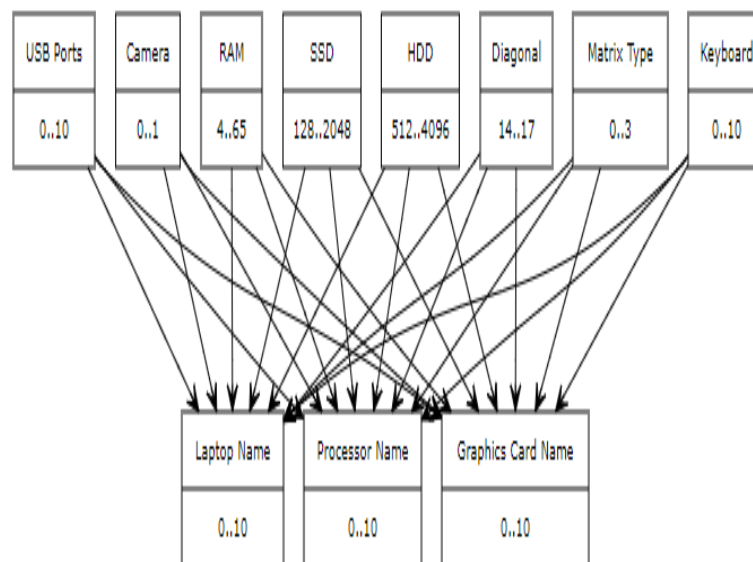 USB Ports
Camera
RAM
SSD
HDD
Diagonal
Matrix Type
Keyboard
0..10
0..1
4..65
128..2048
512..4096
14..17
0..3
0..10
Laptop Name
Processor Name
Graphics Card Name
0..10
0..10
0..10